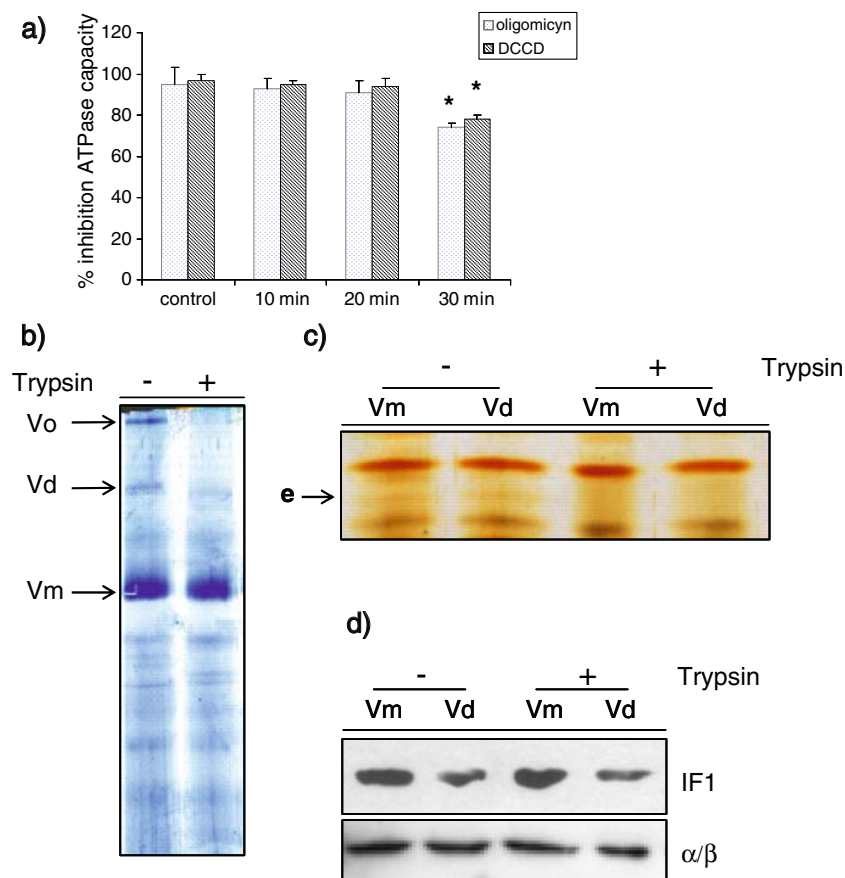 a)
% inhibition ATPase capacity
120
100
80
60
40
20
0
oligomicyn
DCCD
*
*
control
10 min
20 min
30 min
b)
Trypsin
-
+
Vo
Vd
Vm
c)
-
+
Trypsin
Vm
Vd
Vm
Vd
e
d)
-
+
Trypsin
Vm
Vd
Vm
Vd
IF1
α/β